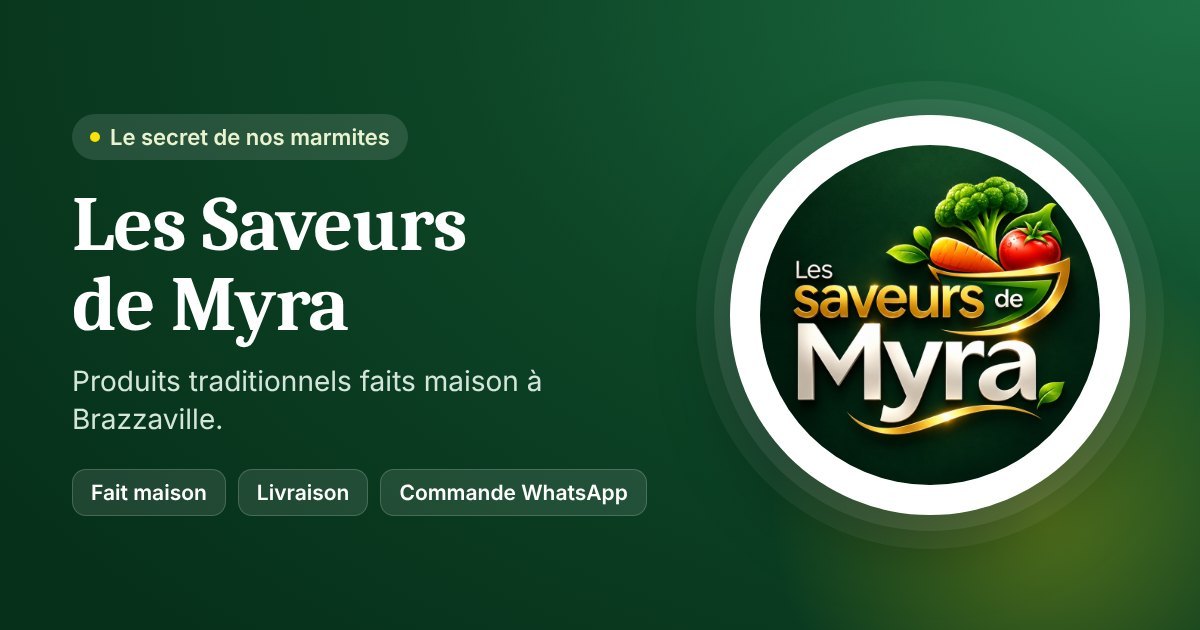 Le secret de nos marmites
Les Saveurs
de Myra
Produits traditionnels faits maison à
Brazzaville.
Fait maison
Livraison
Commande WhatsApp
Les
saveurs de
Myra